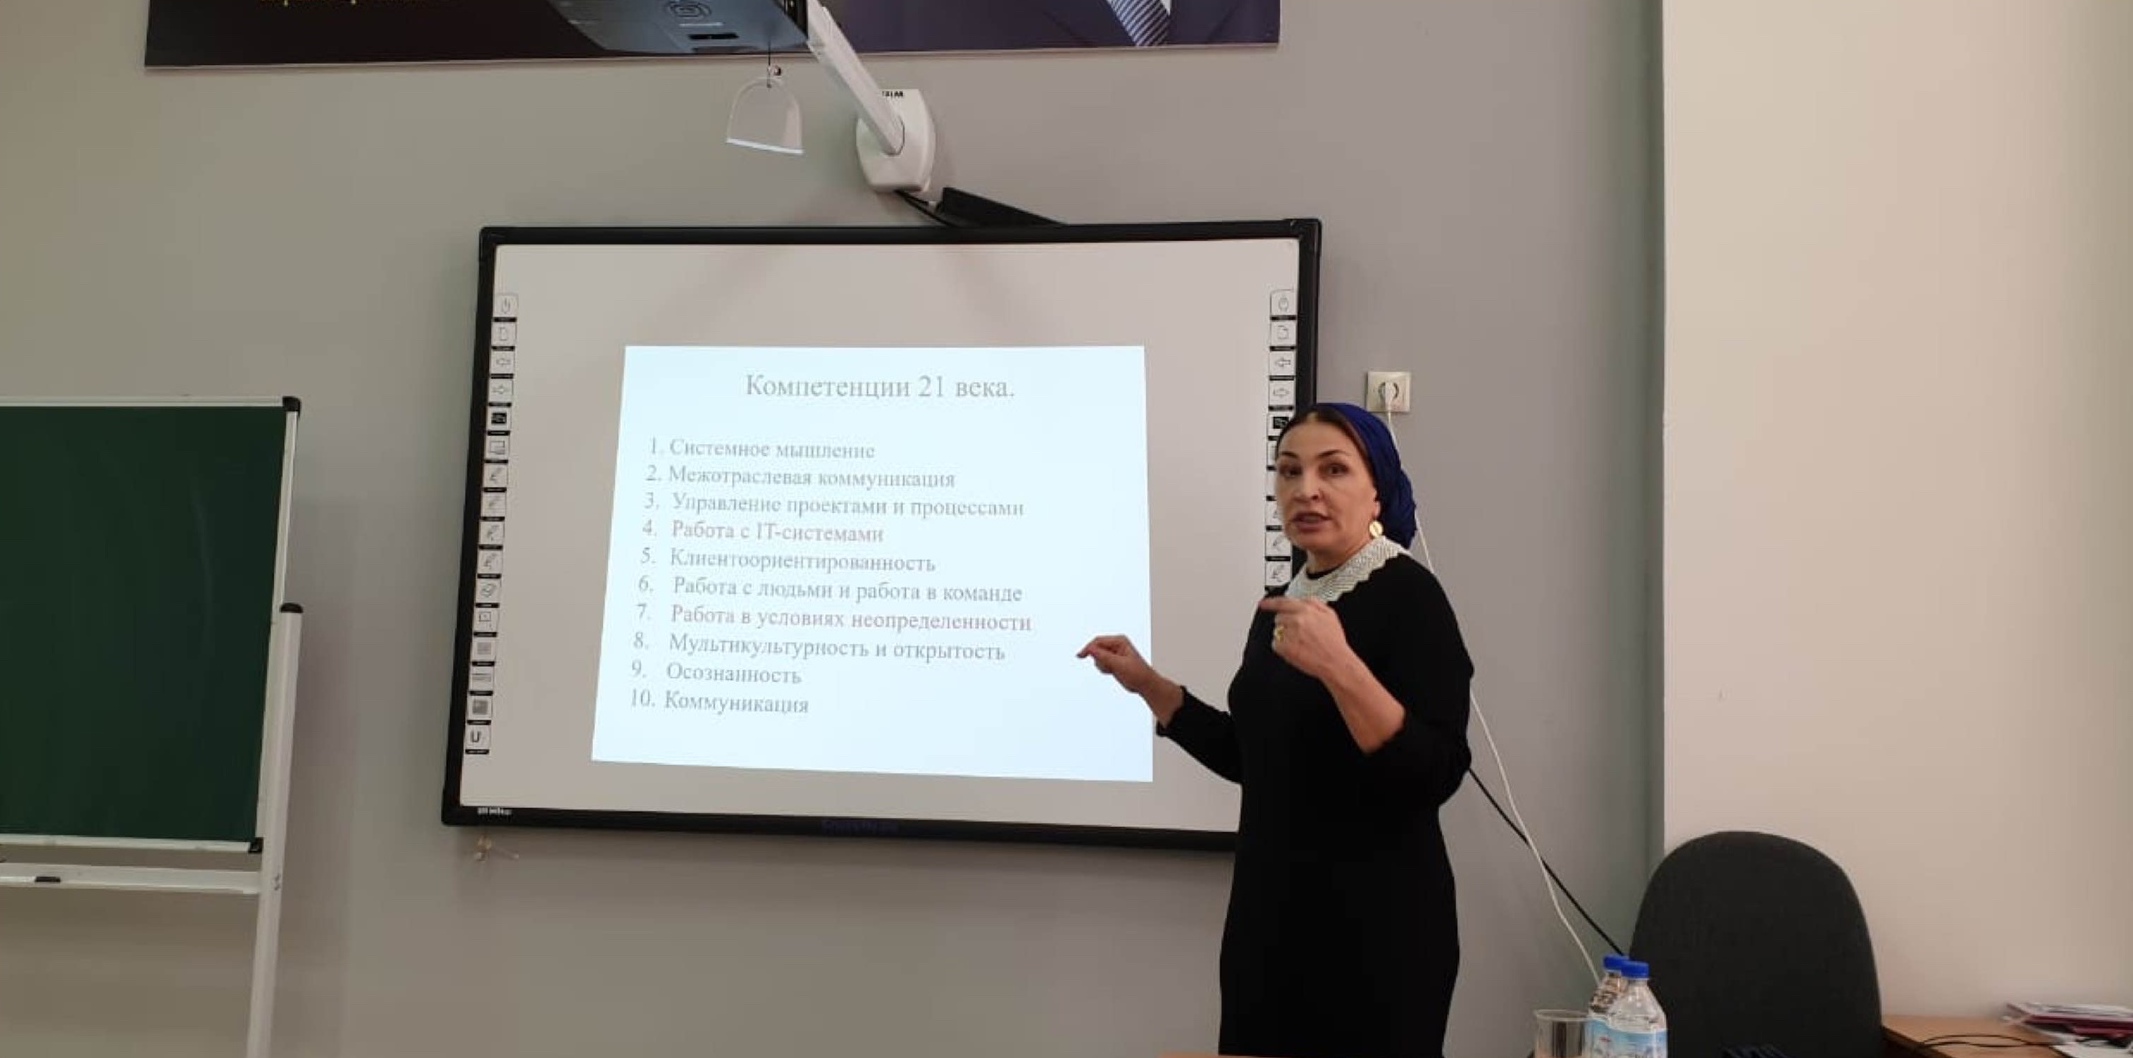 Компетенции 21 века.
1. Системное мышление
2. Межотраслевая коммуникация
3. Управление проектами и процессами
4. Работа с IT-системами
5. Клиентоориентированность
6. Работа с людьми и работа в команде
7. Работа в условиях неопределенности
8. Мультикультурность и открытость
9. Осознанность
10. Коммуникация